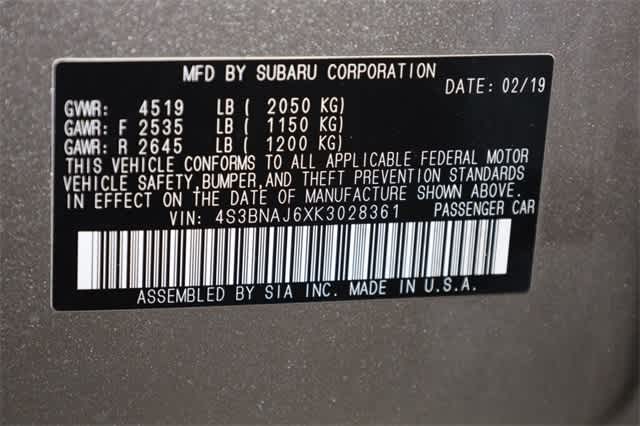 MFD BY SUBARU CORPORATION
DATE: 02/19
GVWR: 4519 LB ( 2050 KG)
GAWR: F 2535 LB ( 1150 KG)
GAWR: R 2645 LB ( 1200 KG)
THIS VEHICLE CONFORMS TO ALL APPLICABLE FEDERAL MOTOR
VEHICLE SAFETY,BUMPER,AND THEFT PREVENTION STANDARDS
IN EFFECT ON THE DATE OF MANUFACTURE SHOWN ABOVE.
VIN: 4S3BNAJ6XK3028361 PASSENGER CAR
ASSEMBLED BY SIA INC. MADE IN U.S.A.